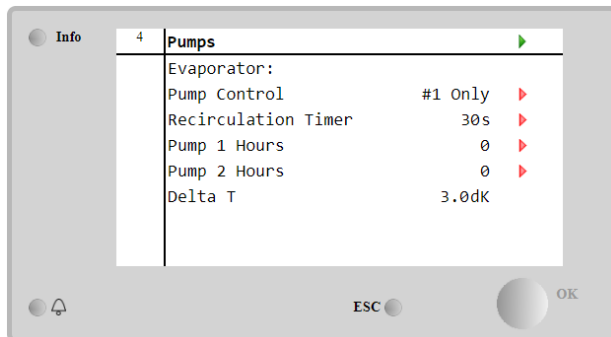 Info
4 Pumps
Evaporator:
Pump Control #1 Only
Recirculation Timer 30s
Pump 1 Hours 0
Pump 2 Hours 0
Delta T 3.0dK
ESC
OK